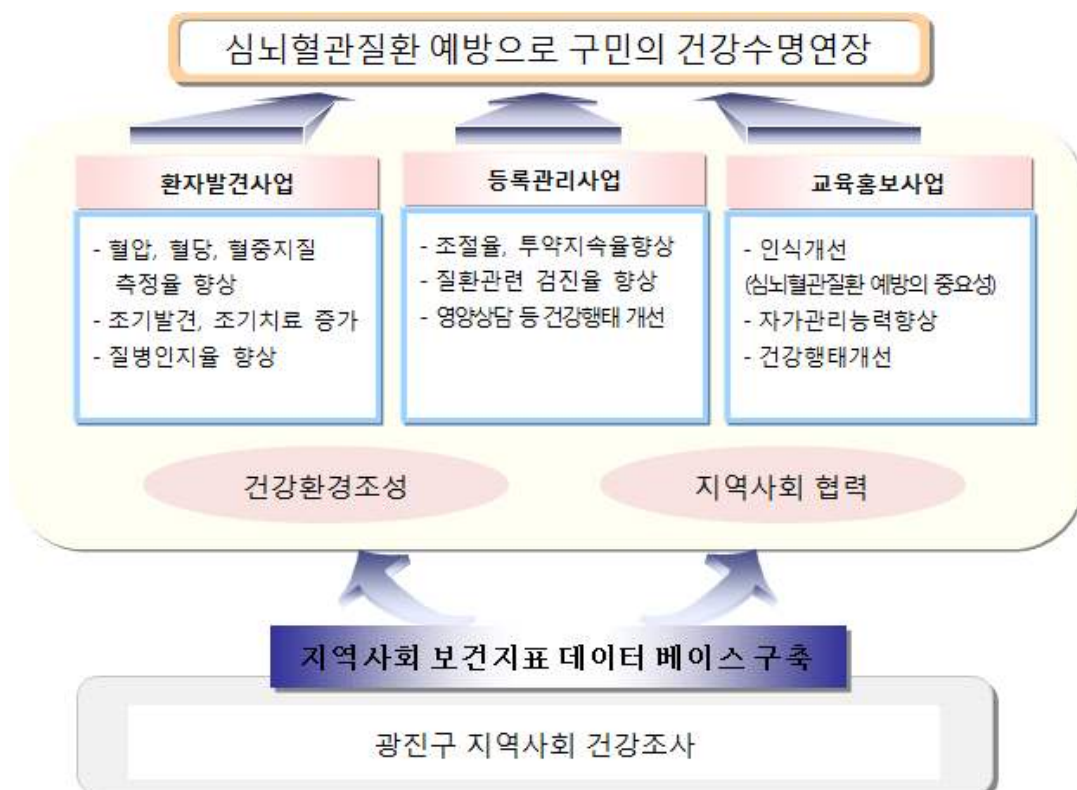 심뇌혈관질환 예방으로 구민의 건강수명연장
환자발견사업
- 혈압, 혈당, 혈중지질
측정율 향상
- 조기발견, 조기치료 증가
- 질병인지율 향상
등록관리사업
- 조절율, 투약지속율향상
- 질환관련 검진율 향상
- 영양상담 등 건강행태 개선
교육홍보사업
- 인식개선
(심뇌혈관질환 예방의 중요성)
- 자가관리능력향상
- 건강행태개선
건강환경조성
지역사회 협력
지역사회 보건지표 데이터 베이스 구축
광진구 지역사회 건강조사